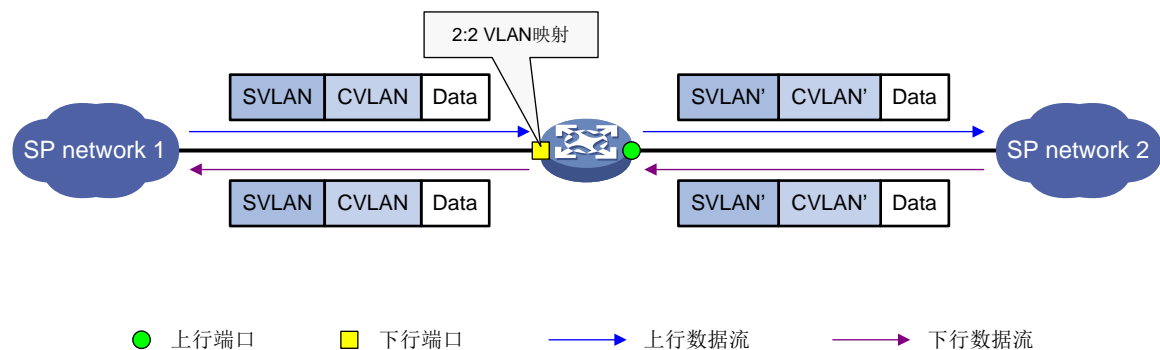 2:2 VLAN映射
SVLAN CVLAN Data
SVLAN’ CVLAN’ Data
SP network 1
SP network 2
SVLAN CVLAN Data
SVLAN’ CVLAN’ Data
上行端口
下行端口
上行数据流
下行数据流